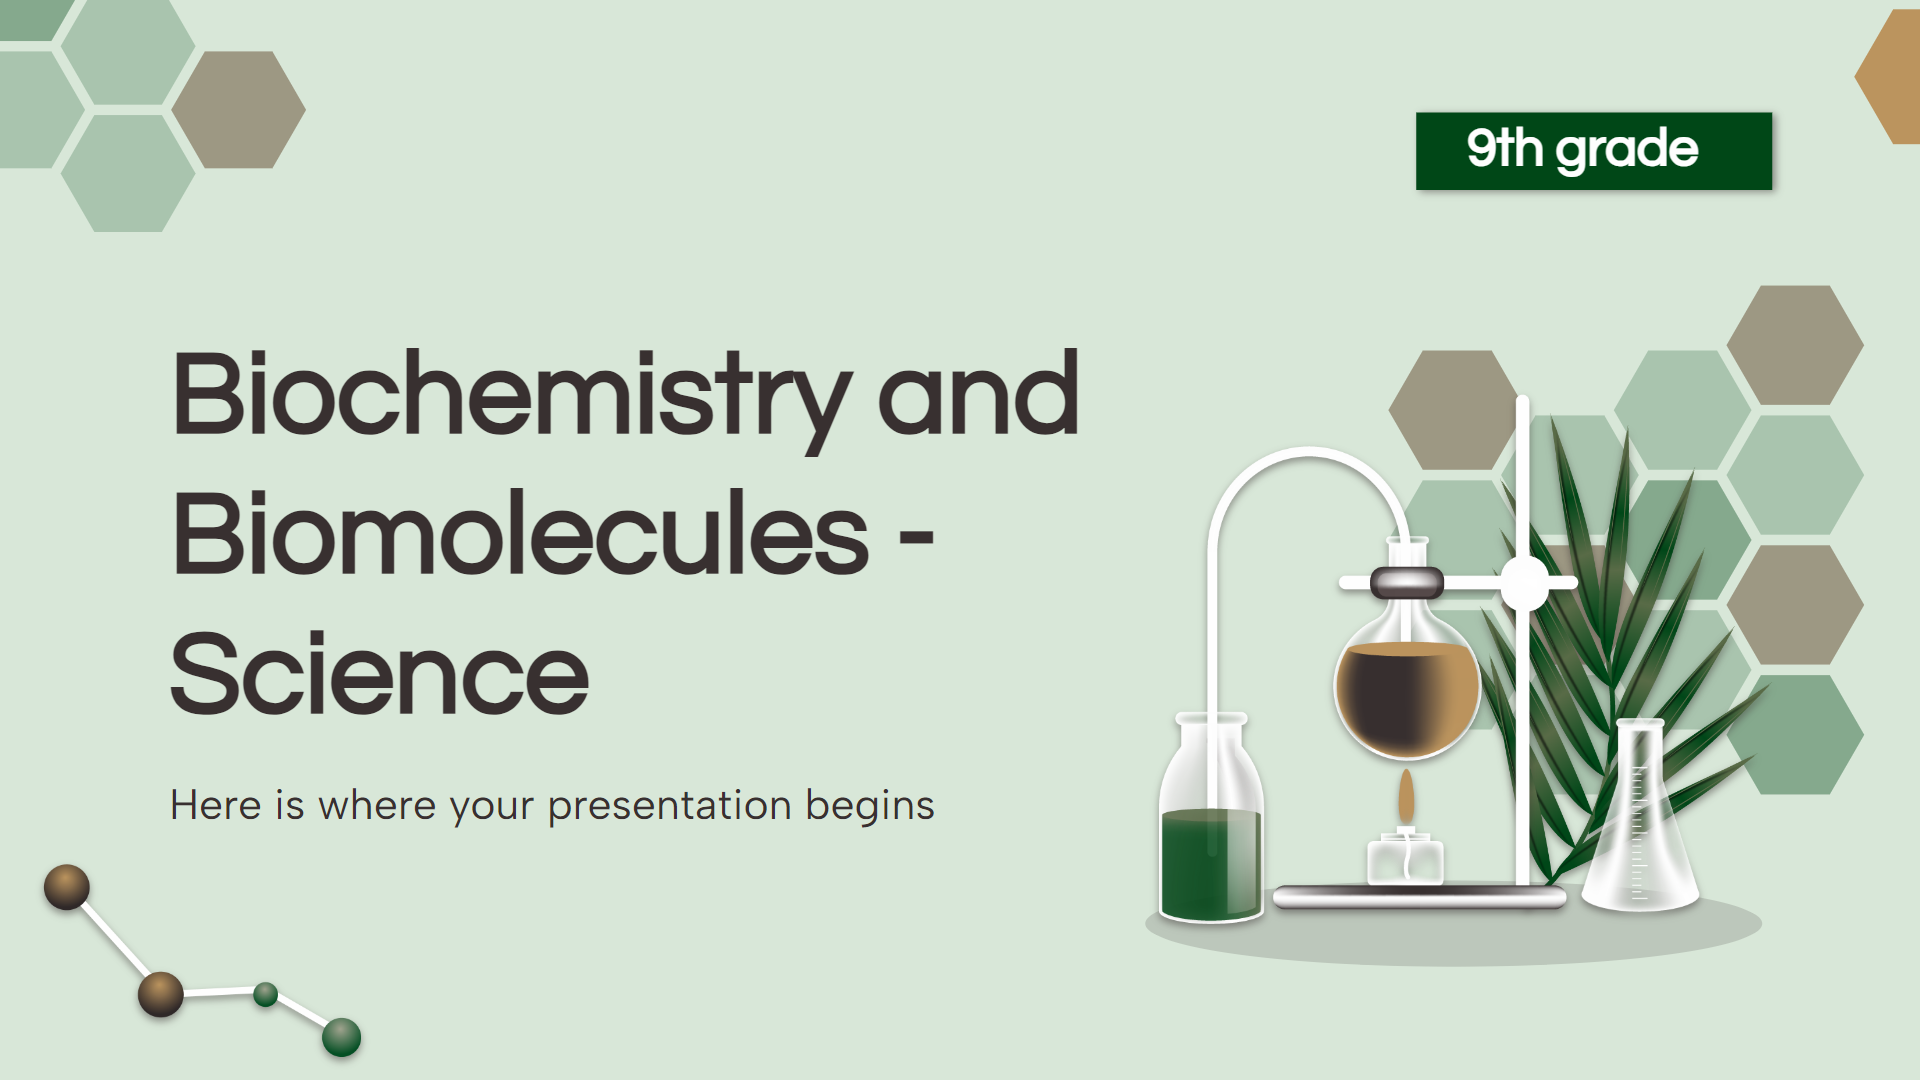 9th grade
Biochemistry and
Biomolecules -
Science
Here is where your presentation begins